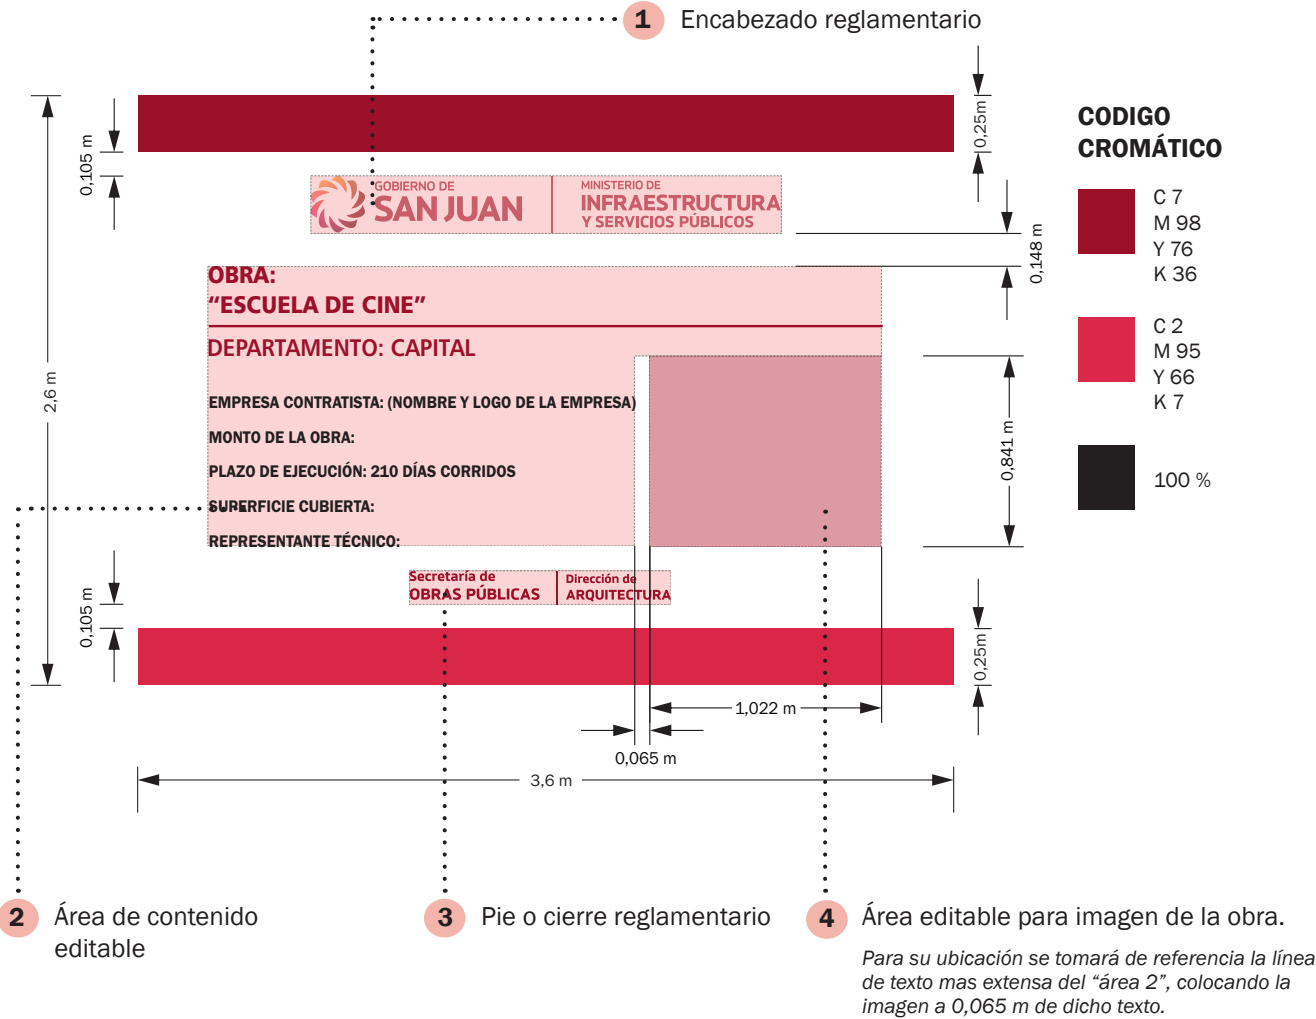 1 Encabezado reglamentario
0,25m
0,105 m
CODIGO
CROMÁTICO
C 7
M 98
Y 76
K 36
C 2
M 95
Y 66
K 7
100 %
GOBIERNO DE
SAN JUAN
MINISTERIO DE
INFRAESTRUCTURA
Y SERVICIOS PÚBLICOS
0,148 m
OBRA:
“ESCUELA DE CINE”
DEPARTAMENTO: CAPITAL
2,6 m
EMPRESA CONTRATISTA: (NOMBRE Y LOGO DE LA EMPRESA)
MONTO DE LA OBRA:
PLAZO DE EJECUCIÓN: 210 DÍAS CORRIDOS
SUPERFICIE CUBIERTA:
REPRESENTANTE TÉCNICO:
0,841 m
Secretaría de
OBRAS PÚBLICAS
Dirección de
ARQUITECTURA
0,105 m
0,25m
1,022 m
0,065 m
3,6 m
2 Área de contenido
editable
3 Pie o cierre reglamentario
4 Área editable para imagen de la obra.
Para su ubicación se tomará de referencia la línea
de texto mas extensa del “área 2”, colocando la
imagen a 0,065 m de dicho texto.